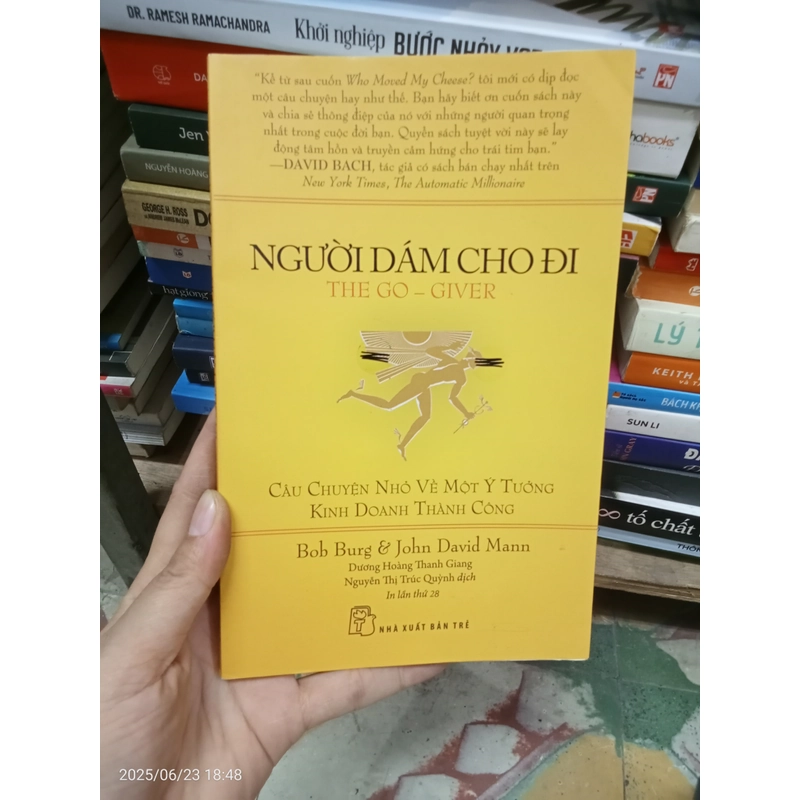 DR. RAMESH RAMACHANDRA
Khởi nghiệp BƯỚC NHẢY
"Kể từ sau cuốn Who Moved My Cheese? tôi mới có dịp đọc
một câu chuyện hay như thế. Bạn hãy biết ơn cuốn sách này
và chia sẻ thông điệp của nó với những người quan trọng
nhất trong cuộc đời bạn. Quyển sách tuyệt vời này sẽ lay
động tâm hồn và truyền cảm hứng cho trái tim bạn."
—DAVID BACH, tác giả có sách bán chạy nhất trên
New York Times, The Automatic Millionaire
NGƯỜI DÁM CHO ĐI
THE GO – GIVER
CÂU CHUYỆN NHỎ VỀ MỘT Ý TƯỞNG
KINH DOANH THÀNH CÔNG
Bob Burg & John David Mann
Dương Hoàng Thanh Giang
Nguyễn Thị Trúc Quỳnh dịch
In lần thứ 28
NHÀ XUẤT BẢN TRẺ
Jen
NGUYỄN HOÀNG
GEORGE H. ROSS
hạt giống
PN
abooks
LÝ
KEITH
BÁCH
SUN LI
tố chất
2025/06/23 18:48